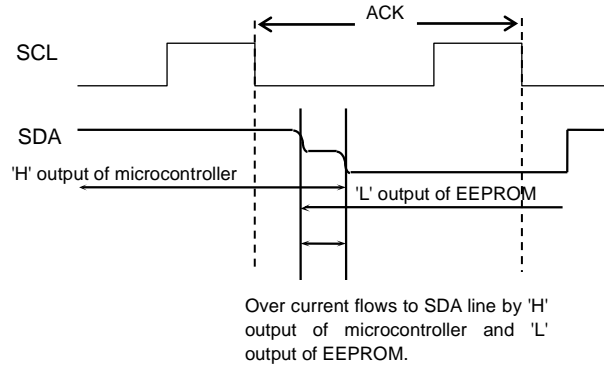 ACK
SCL
SDA
'H' output of microcontroller
'L' output of EEPROM
Over current flows to SDA line by 'H'
output of microcontroller and 'L'
output of EEPROM.